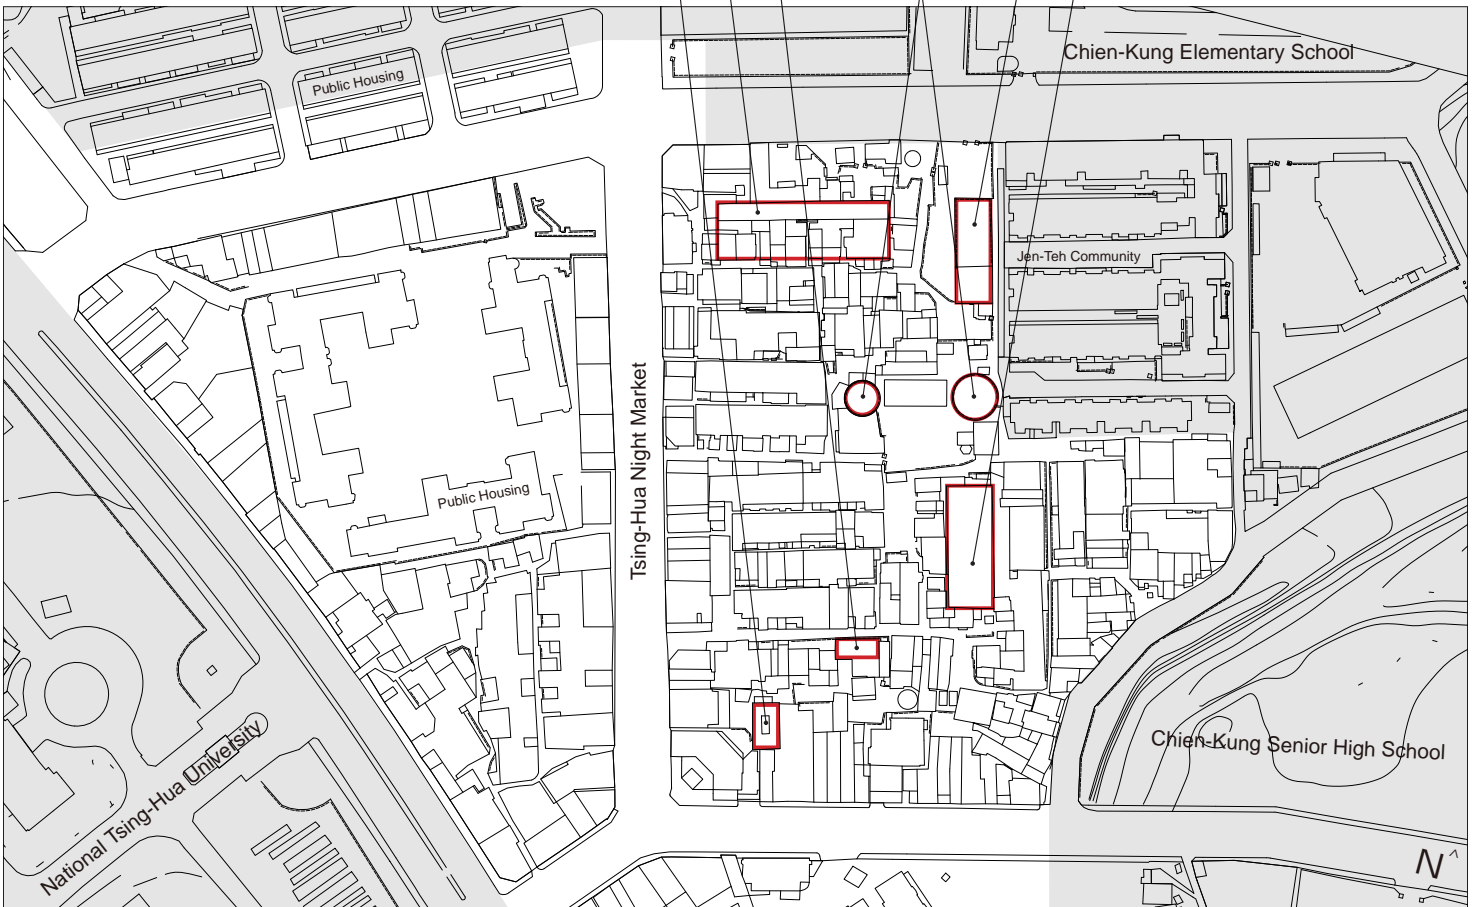 Chien-Kung Elementary School
Public Housing
Jen-Teh Community
Tsing-Hua Night Market
Public Housing
National Tsing-Hua University
Chien-Kung Senior High School
N